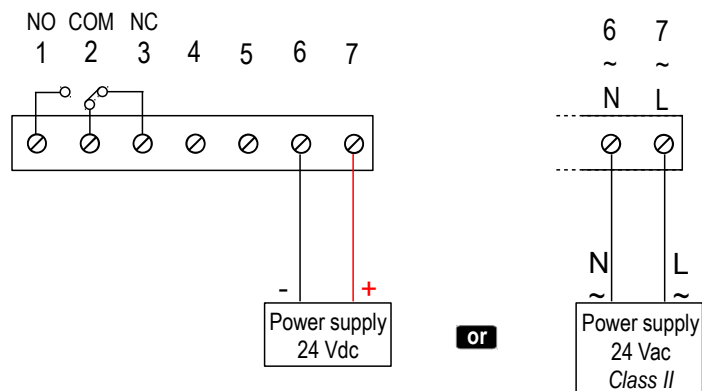 NO COM NC
1 2 3 4 5 6 7
- +
Power supply
24 Vdc
or
6 7
~ ~
N L
N L
~ ~
Power supply
24 Vac
Class II